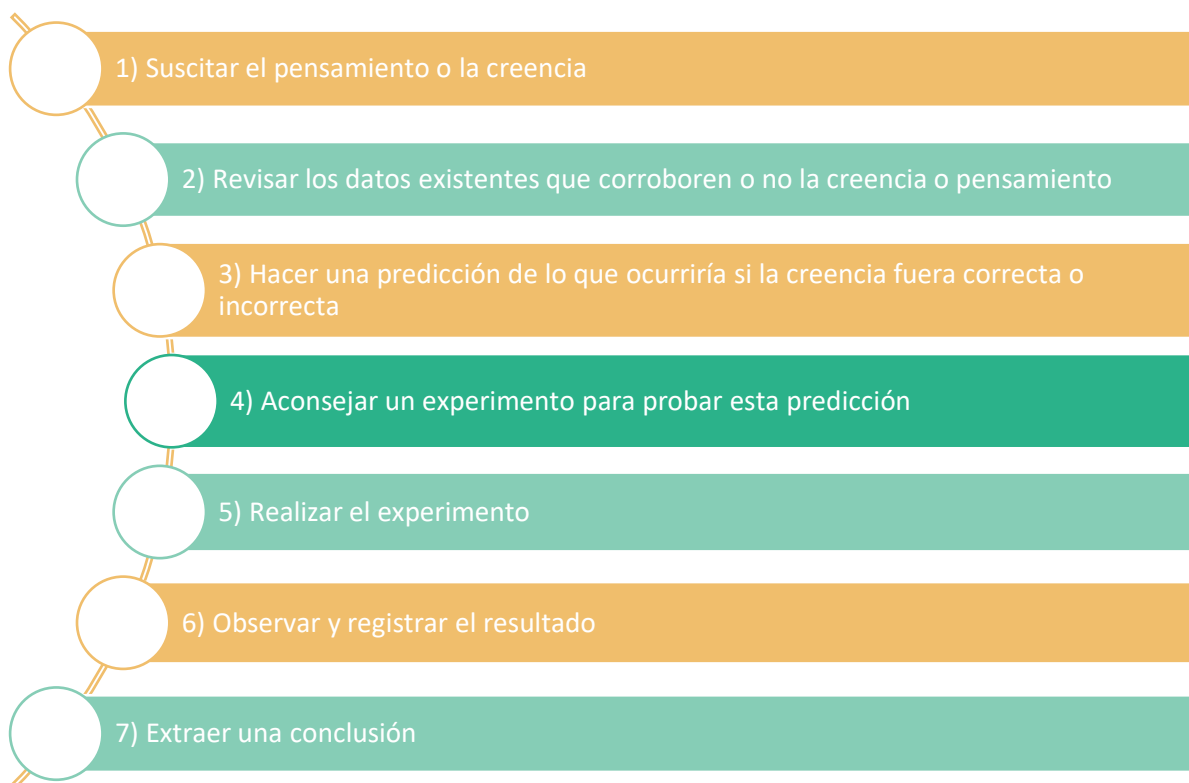 1) Suscitar el pensamiento o la creencia
2) Revisar los datos existentes que corroboren o no la creencia o pensamiento
3) Hacer una predicción de lo que ocurriría si la creencia fuera correcta o
incorrecta
4) Aconsejar un experimento para probar esta predicción
5) Realizar el experimento
6) Observar y registrar el resultado
7) Extraer una conclusión